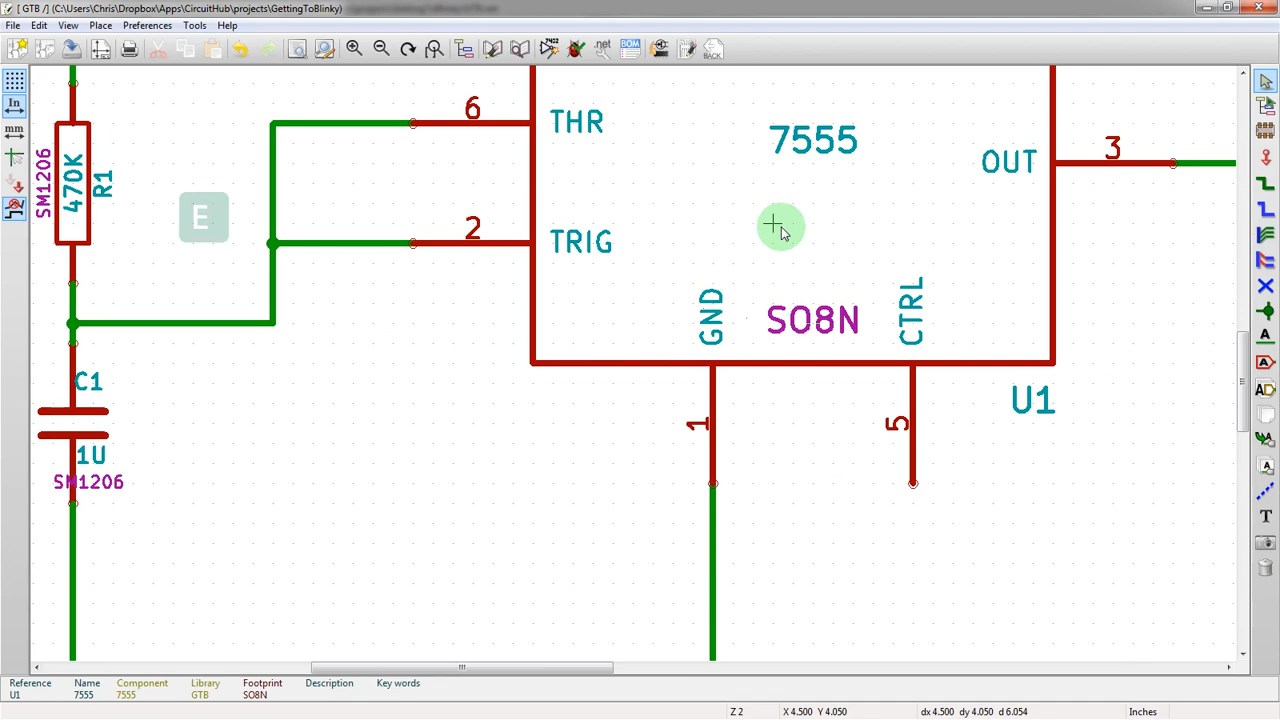 [ GTB /] (C:\Users\Chris\Dropbox\Apps\CircuitHub\projects\GettingToBlinky)
File Edit View Place Preferences Tools Help
.net
BOM
BACK
In
mm
6
THR
7555
3
OUT
SM1206
470K
R1
E
2
TRIG
GND
SO8N
CTRL
C1
U1
1
5
1U
SM1206
A
A
T
Reference Name Component Library Footprint Description Key words
U1 7555 7555 GTB SO8N
Z 2 X 4.500 Y 4.050 dx 4.500 dy 4.050 d 6.054 Inches